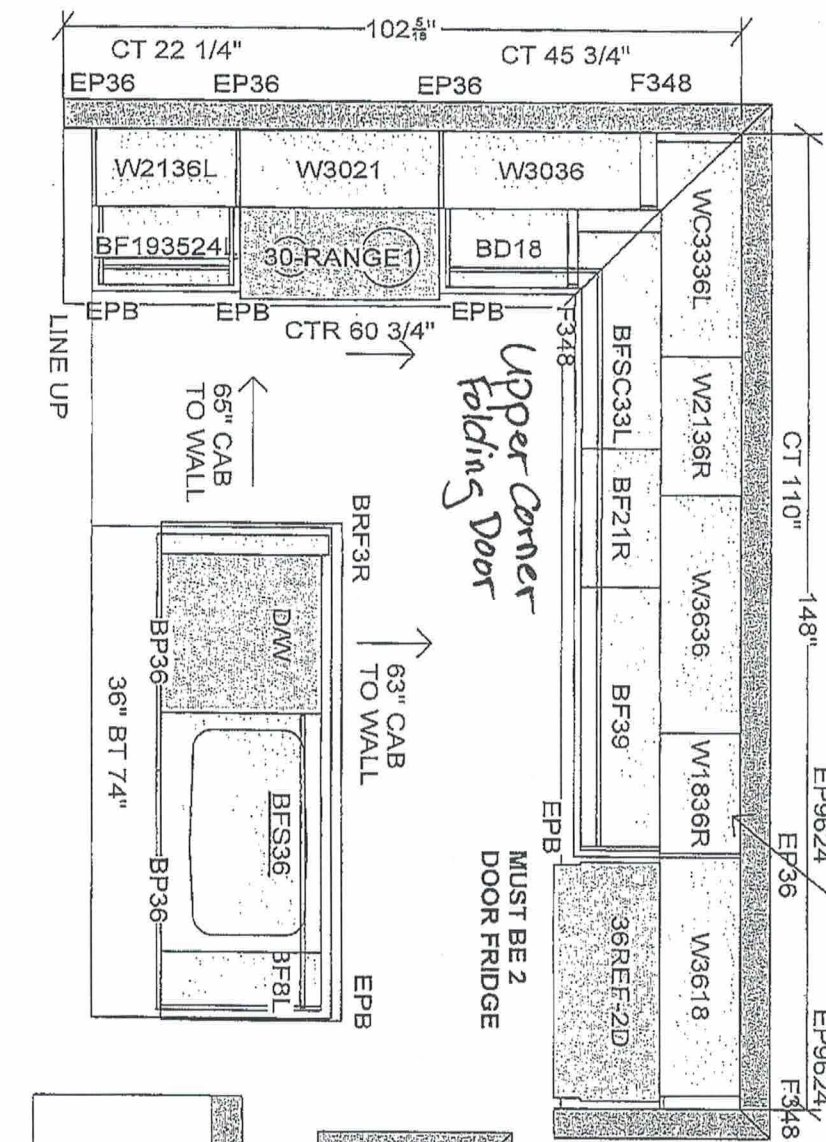 102 5/16"
CT 22 1/4"
CT 45 3/4"
EP36
EP36
EP36
F348
W2136L
W3021
W3036
WC3336L
BF193524L
30-RANGE1
BD18
EPB
EPB
EPB
F348
CTR 60 3/4"
LINE UP
65" CAB
TO WALL
Upper Corner
Folding Door
BFSC33L
W2136R
CT 110"
148"
BF21R
W3636
BRF3R
D/W
BP36
63" CAB
TO WALL
BF39
W1836R
EP9624
EP36
36" BT 74"
BFS36
BP36
BF8L
EPB
EPB
MUST BE 2
DOOR FRIDGE
36REF-2D
W3618
EP9624
F348